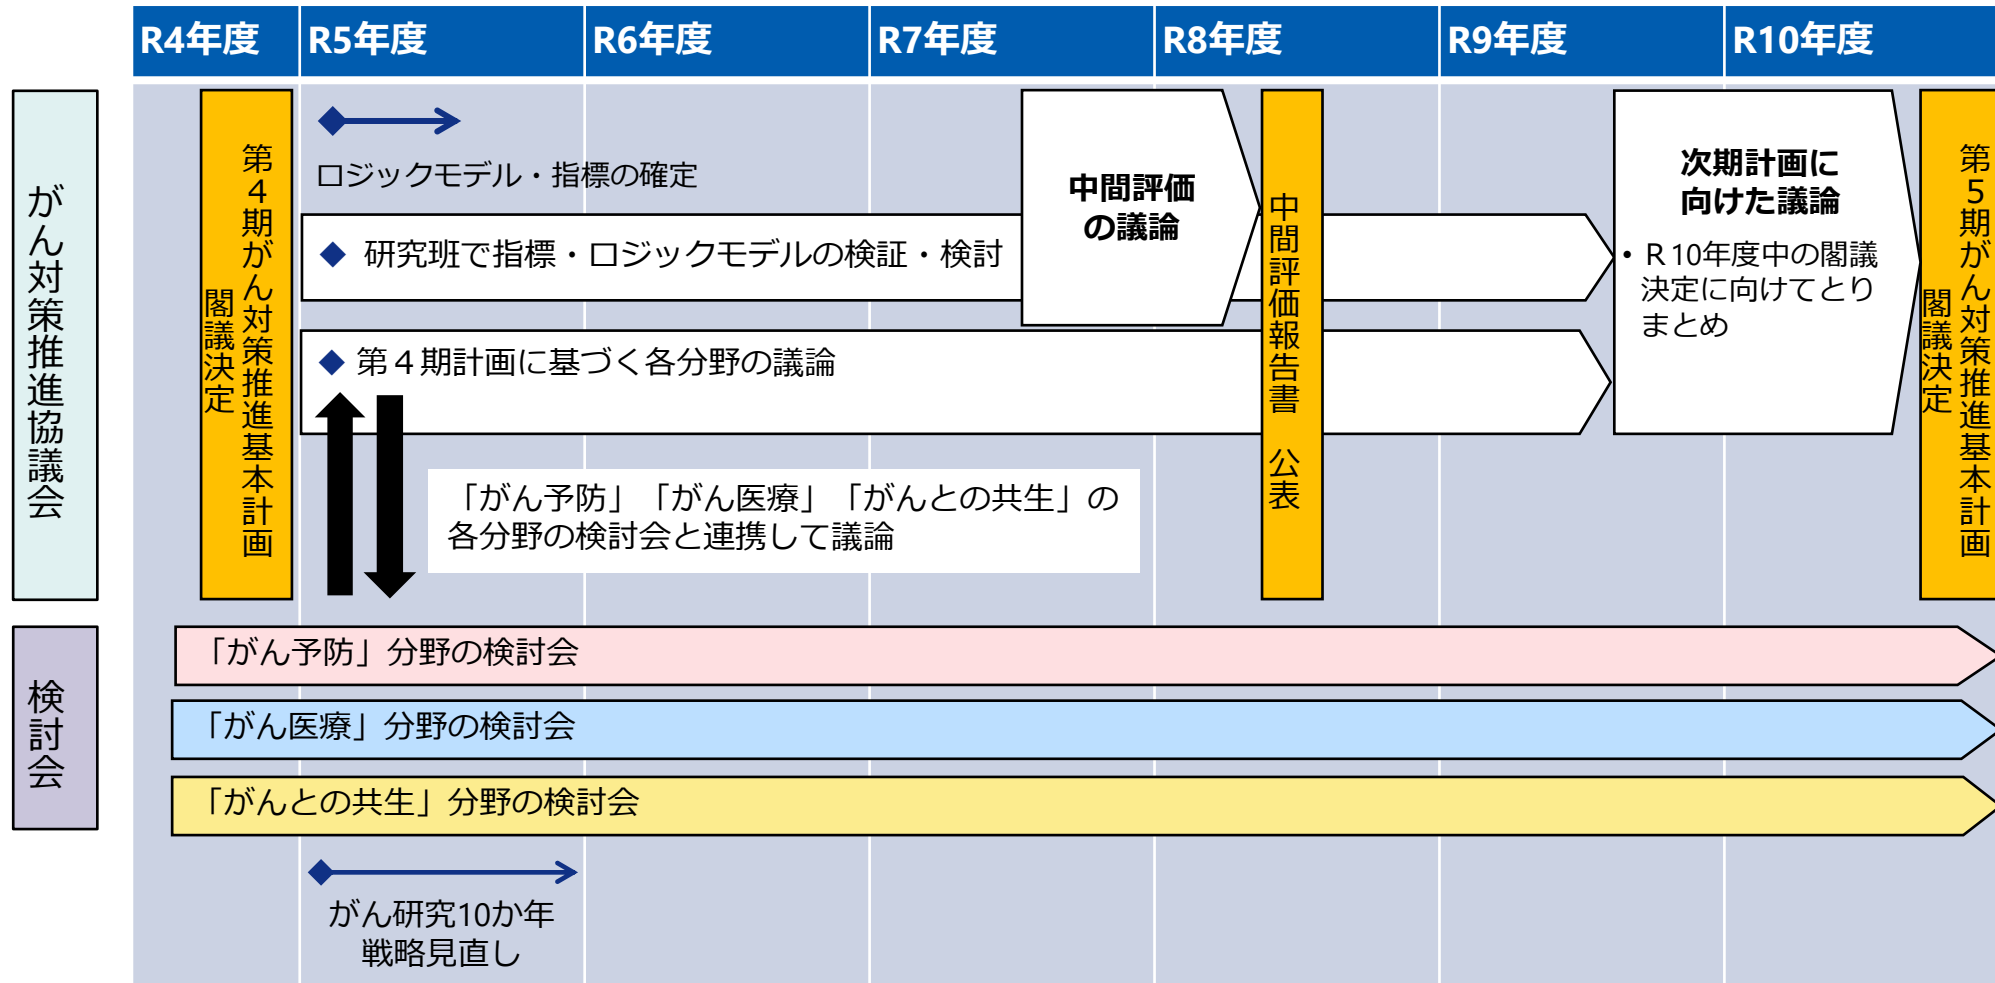 R4年度
R5年度
R6年度
R7年度
R8年度
R9年度
R10年度
がん対策推進協議会
第４期がん対策推進基本計画
閣議決定
ロジックモデル・指標の確定
研究班で指標・ロジックモデルの検証・検討
第４期計画に基づく各分野の議論
「がん予防」「がん医療」「がんとの共生」の
各分野の検討会と連携して議論
中間評価
の議論
中間評価報告書　公表
次期計画に
向けた議論
・Ｒ10年度中の閣議
決定に向けてとり
まとめ
第５期がん対策推進基本計画
閣議決定
検討会
「がん予防」分野の検討会
「がん医療」分野の検討会
「がんとの共生」分野の検討会
がん研究10か年
戦略見直し